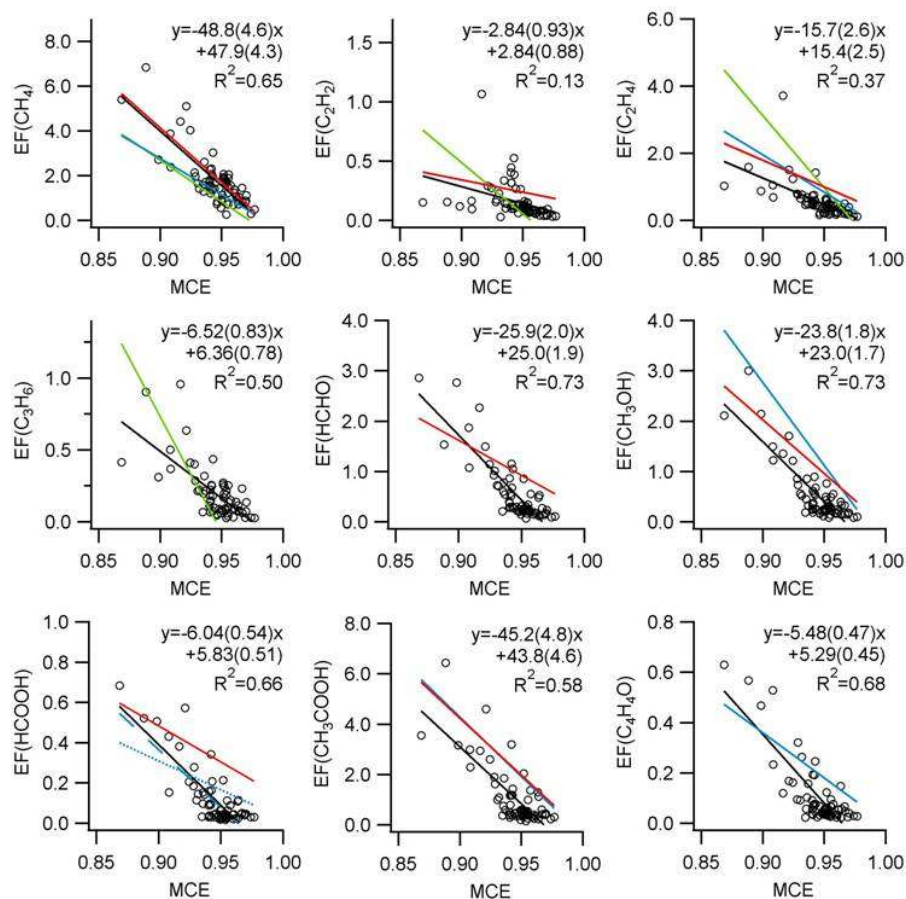 y=-48.8(4.6)x
+47.9(4.3)
R²=0.65
EF(CH₄)
8.0
6.0
4.0
2.0
0.0
0.85 0.90 0.95 1.00
MCE
y=-2.84(0.93)x
+2.84(0.88)
R²=0.13
EF(C₂H₂)
1.5
1.0
0.5
0.0
0.85 0.90 0.95 1.00
MCE
y=-15.7(2.6)x
+15.4(2.5)
R²=0.37
EF(C₂H₄)
6.0
4.0
2.0
0.0
0.85 0.90 0.95 1.00
MCE
y=-6.52(0.83)x
+6.36(0.78)
R²=0.50
EF(C₃H₆)
1.0
0.5
0.0
0.85 0.90 0.95 1.00
MCE
y=-25.9(2.0)x
+25.0(1.9)
R²=0.73
EF(HCHO)
4.0
3.0
2.0
1.0
0.0
0.85 0.90 0.95 1.00
MCE
y=-23.8(1.8)x
+23.0(1.7)
R²=0.73
EF(CH₃OH)
4.0
3.0
2.0
1.0
0.0
0.85 0.90 0.95 1.00
MCE
y=-6.04(0.54)x
+5.83(0.51)
R²=0.66
EF(HCOOH)
1.0
0.8
0.6
0.4
0.2
0.0
0.85 0.90 0.95 1.00
MCE
y=-45.2(4.8)x
+43.8(4.6)
R²=0.58
EF(CH₃COOH)
8.0
6.0
4.0
2.0
0.0
0.85 0.90 0.95 1.00
MCE
y=-5.48(0.47)x
+5.29(0.45)
R²=0.68
EF(C₄H₄O)
0.8
0.6
0.4
0.2
0.0
0.85 0.90 0.95 1.00
MCE